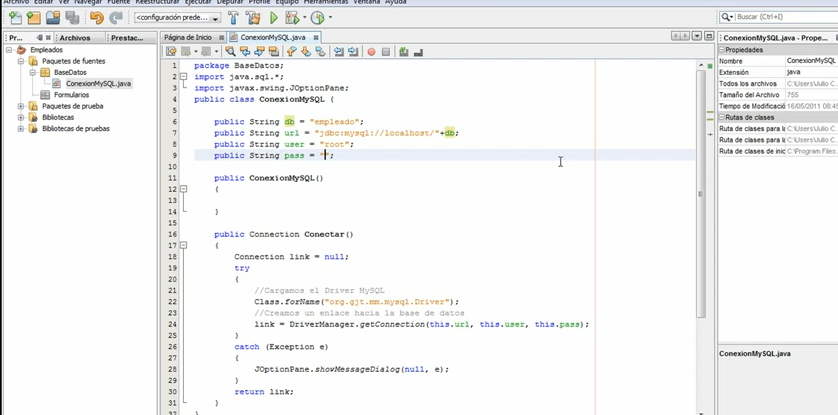 Archivo Editar Ver Navegar Fuente Reestructurar Ejecutar Depurar Profile Equipo Herramientas Ventana Ayuda
<configuración prede...
Buscar (Ctrl+I)
Pr...
Archivos
Prestac...
Página de Inicio
ConexionMySQL.java
ConexionMySQL.java - Prope...
Empleados
Paquetes de fuentes
BaseDatos
ConexionMySQL.java
Formularios
Paquetes de prueba
Bibliotecas
Bibliotecas de pruebas
1 package BaseDatos;
2 import java.sql.*;
3 import javax.swing.JOptionPane;
4 public class ConexionMySQL {
5
6 public String db = "empleado";
7 public String url = "jdbc:mysql://localhost/"+db;
8 public String user = "root";
9 public String pass = "";
10
11 public ConexionMySQL()
12 {
13
14 }
15
16 public Connection Conectar()
17 {
18 Connection link = null;
19 try
20 {
21 //Cargamos el Driver MySQL
22 Class.forName("org.gjt.mm.mysql.Driver");
23 //Creamos un enlace hacia la base de datos
24 link = DriverManager.getConnection(this.url, this.user, this.pass);
25 }
26 catch (Exception e)
27 {
28 JOptionPane.showMessageDialog(null, e);
29 }
30 return link;
31 }
32 }
Propiedades
Nombre ConexionMySQL
Extensión java
Todos los archivos C:\Users\Julio C
Tamaño del Archivo 755
Tiempo de Modificació 16/05/2011 08:45
Rutas de clases
Ruta de clases para l C:\Users\Julio C
Ruta de clases para la C:\Users\Julio C
Ruta de clases de inic C:\Program Files
ConexionMySQL.java